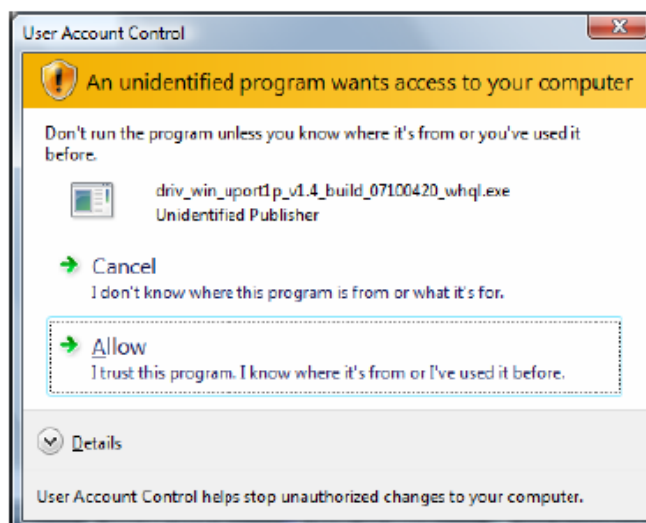 User Account Control
An unidentified program wants access to your computer
Don't run the program unless you know where it's from or you've used it
before.
driv_win_uport1p_v1.4_build_07100420_whql.exe
Unidentified Publisher
Cancel
I don't know where this program is from or what it's for.
Allow
I trust this program. I know where it's from or I've used it before.
Details
User Account Control helps stop unauthorized changes to your computer.